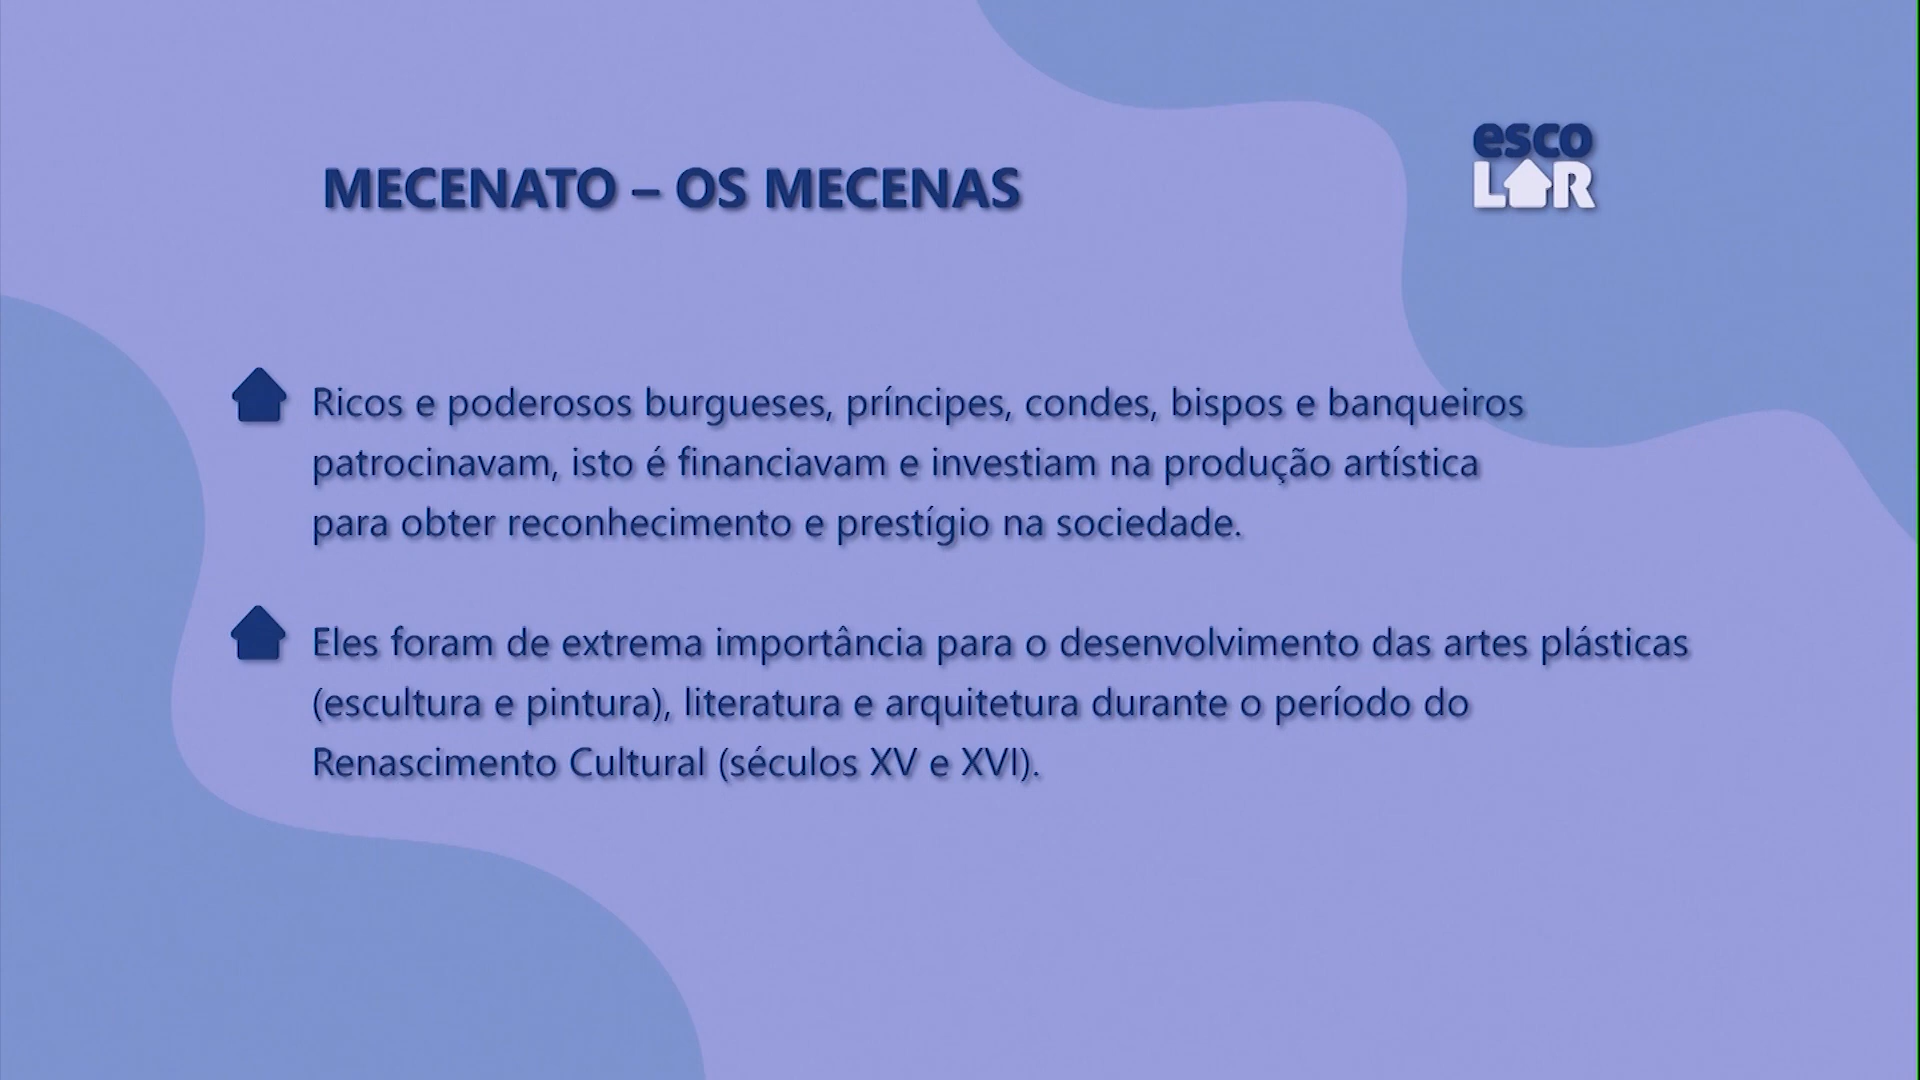 esco
LAR
MECENATO – OS MECENAS
Ricos e poderosos burgueses, príncipes, condes, bispos e banqueiros
patrocinavam, isto é financiavam e investiam na produção artística
para obter reconhecimento e prestígio na sociedade.
Eles foram de extrema importância para o desenvolvimento das artes plásticas
(escultura e pintura), literatura e arquitetura durante o período do
Renascimento Cultural (séculos XV e XVI).